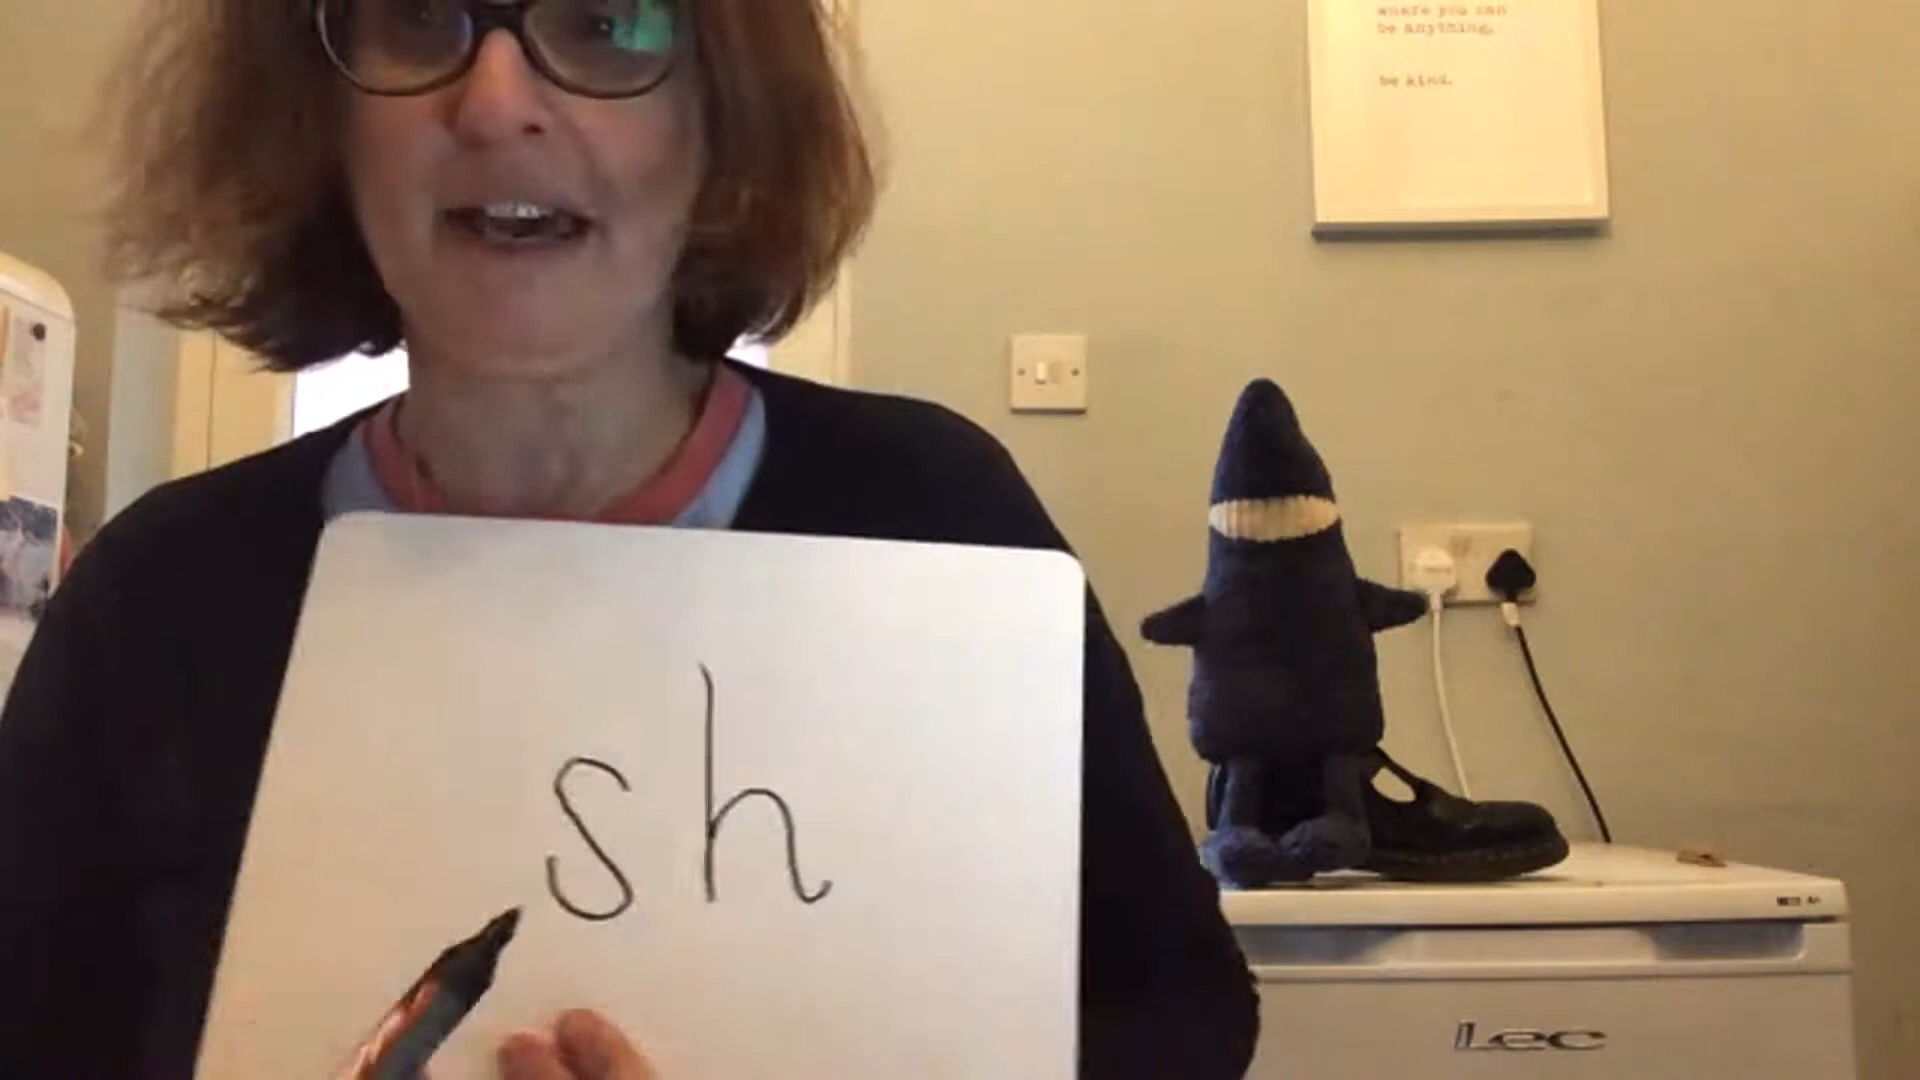 where you can
be anything,
be kind.
sh
Lec